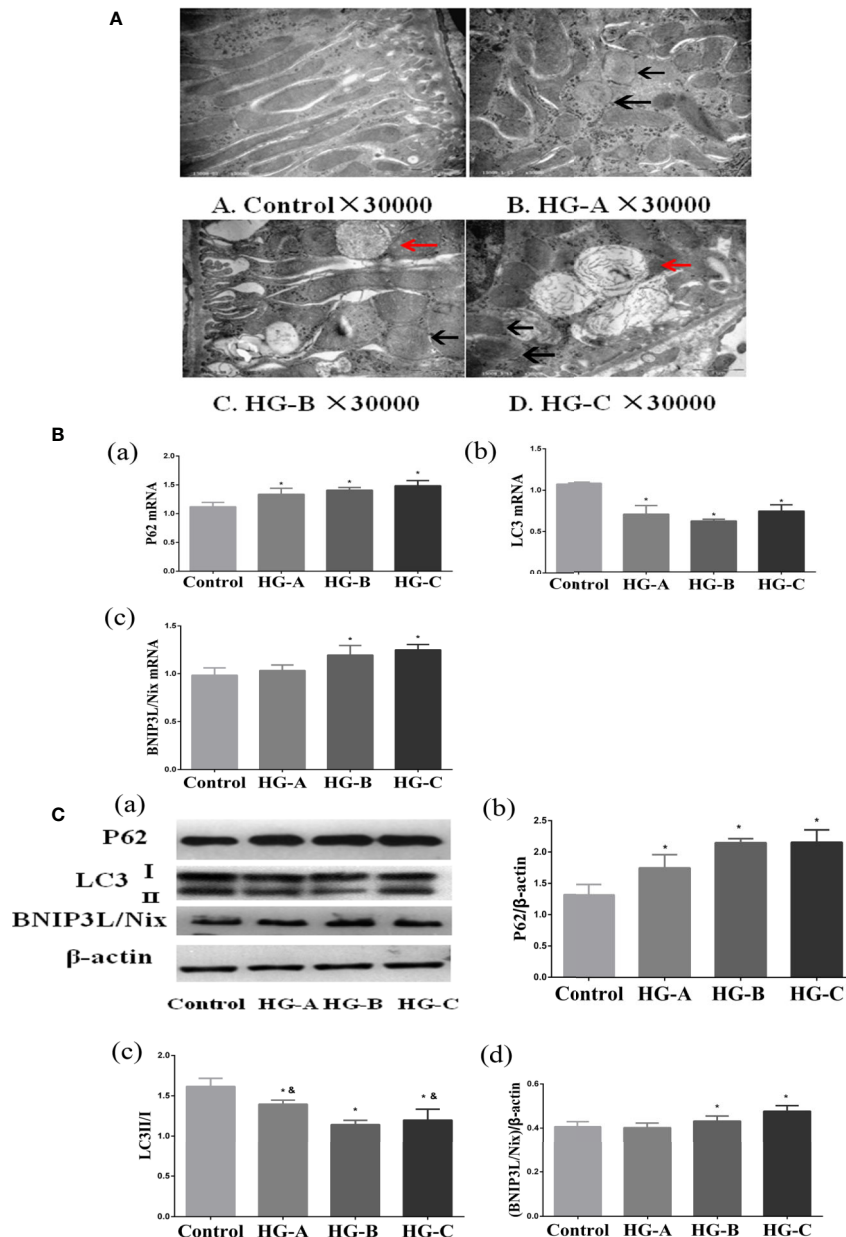 A
A. Control ×30000
B. HG-A ×30000
C. HG-B ×30000
D. HG-C ×30000
B
(a)
P62 mRNA
2.0
1.5
1.0
0.5
0.0
* * *
Control HG-A HG-B HG-C
(b)
LC3 mRNA
1.5
1.0
0.5
0.0
* * *
Control HG-A HG-B HG-C
(c)
BNIP3L/Nix mRNA
1.5
1.0
0.5
0.0
* *
Control HG-A HG-B HG-C
C
(a)
P62
LC3 I
II
BNIP3L/Nix
β-actin
Control HG-A HG-B HG-C
(b)
P62/β-actin
2.5
2.0
1.5
1.0
0.5
0.0
* * *
Control HG-A HG-B HG-C
(c)
LC3II/I
2.0
1.5
1.0
0.5
0.0
* & * * &
Control HG-A HG-B HG-C
(d)
(BNIP3L/Nix)/β-actin
0.6
0.4
0.2
0.0
* *
Control HG-A HG-B HG-C